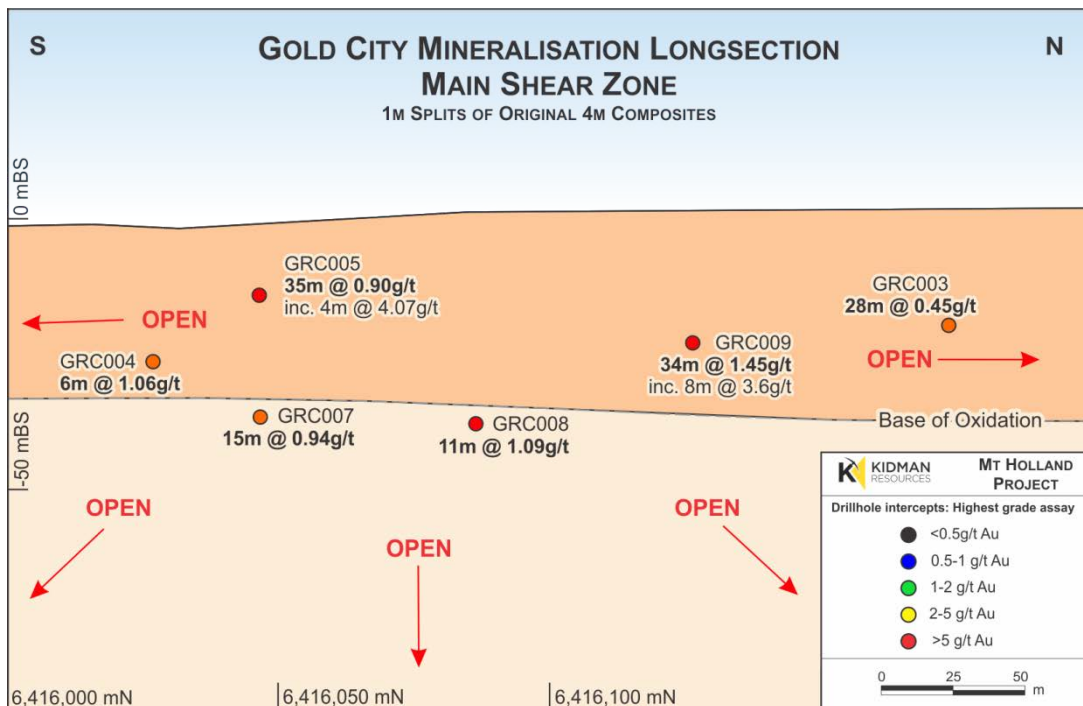 S
N
GOLD CITY MINERALISATION LONGSECTION
MAIN SHEAR ZONE
1M SPLITS OF ORIGINAL 4M COMPOSITES
0 mBS
GRC005
35m @ 0.90g/t
inc. 4m @ 4.07g/t
GRC003
28m @ 0.45g/t
OPEN
GRC004
6m @ 1.06g/t
GRC009
34m @ 1.45g/t
inc. 8m @ 3.6g/t
OPEN
GRC007
15m @ 0.94g/t
GRC008
11m @ 1.09g/t
Base of Oxidation
-50 mBS
OPEN
OPEN
OPEN
KIDMAN
RESOURCES
MT HOLLAND
PROJECT
Drillhole intercepts: Highest grade assay
<0.5g/t Au
0.5-1 g/t Au
1-2 g/t Au
2-5 g/t Au
>5 g/t Au
0 25 50
m
6,416,000 mN
6,416,050 mN
6,416,100 mN